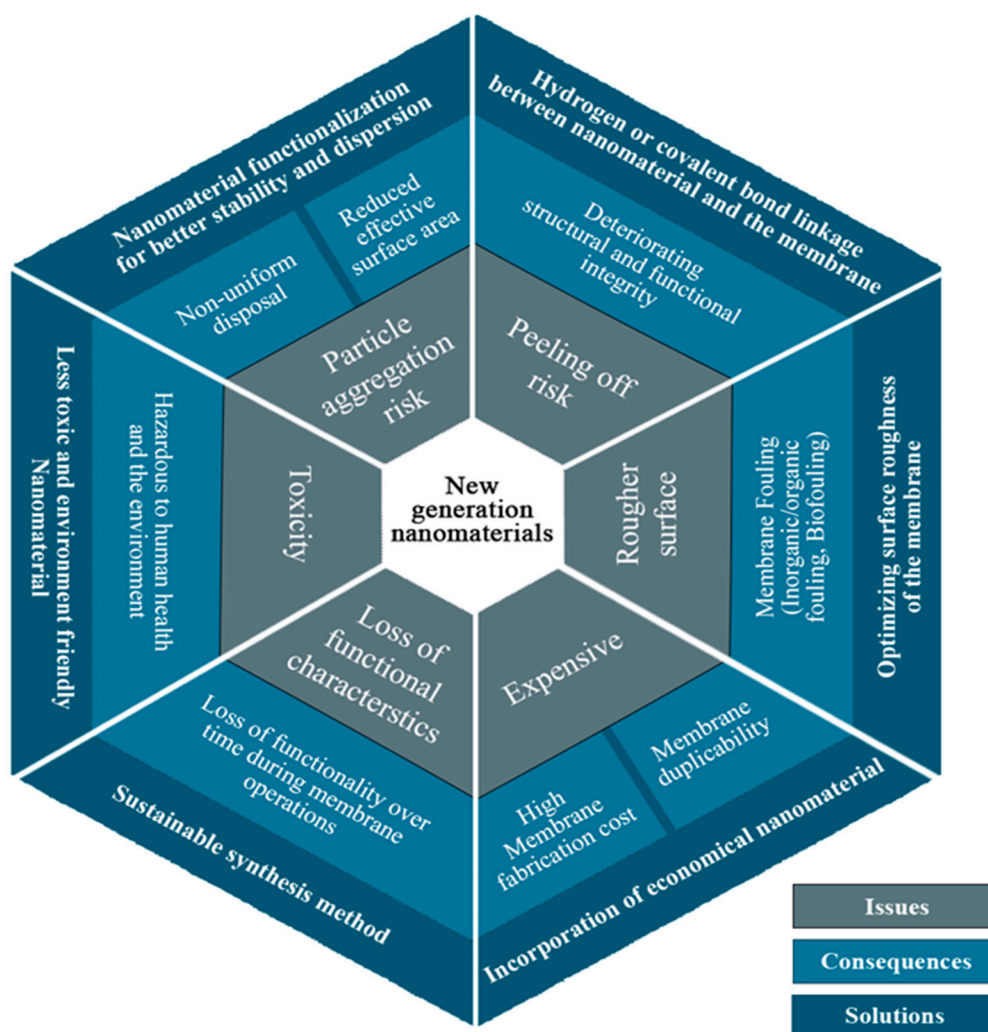 Nanomaterial functionalization
for better stability and dispersion
Hydrogen or covalent bond linkage
between nanomaterial and the membrane
Non-uniform
disposal
Reduced
effective
surface area
Deteriorating
structural and functional
integrity
Particle
aggregation
risk
Peeling off
risk
Less toxic and environment friendly
Nanomaterial
Hazardous to human health
and the environment
Toxicity
New
generation
nanomaterials
Rougher
surface
Membrane Fouling
(Inorganic/organic
fouling, Biofouling)
Optimizing surface roughness
of the membrane
Loss of
functional
characterstics
Expensive
Loss of functionality over
time during membrane
operations
High
Membrane
fabrication cost
Membrane
duplicability
Sustainable synthesis method
Incorporation of economical nanomaterial
Issues
Consequences
Solutions